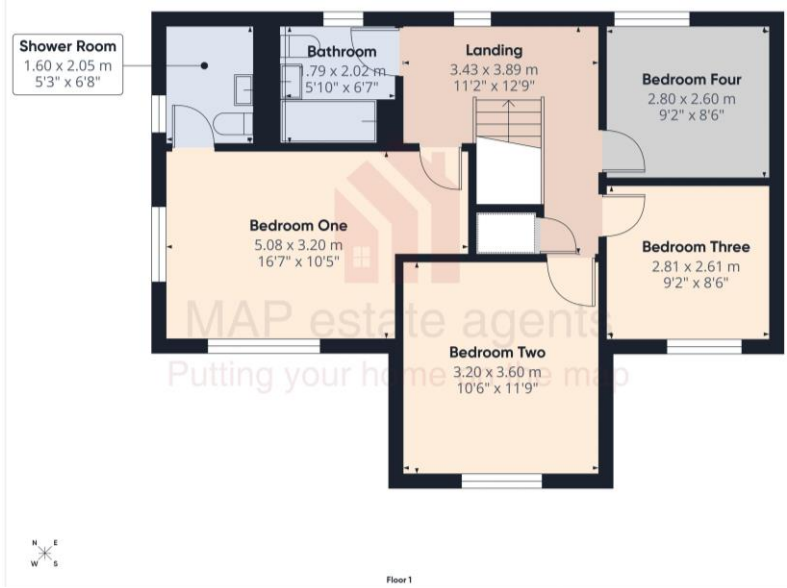 Shower Room
1.60 x 2.05 m
5'3" x 6'8"
Bathroom
.79 x 2.02 m
5'10" x 6'7"
Landing
3.43 x 3.89 m
11'2" x 12'9"
Bedroom Four
2.80 x 2.60 m
9'2" x 8'6"
Bedroom One
5.08 x 3.20 m
16'7" x 10'5"
Bedroom Three
2.81 x 2.61 m
9'2" x 8'6"
MAP estate agents
Bedroom Two
3.20 x 3.60 m
10'6" x 11'9"
Putting your home on the map
N E
W S
Floor 1